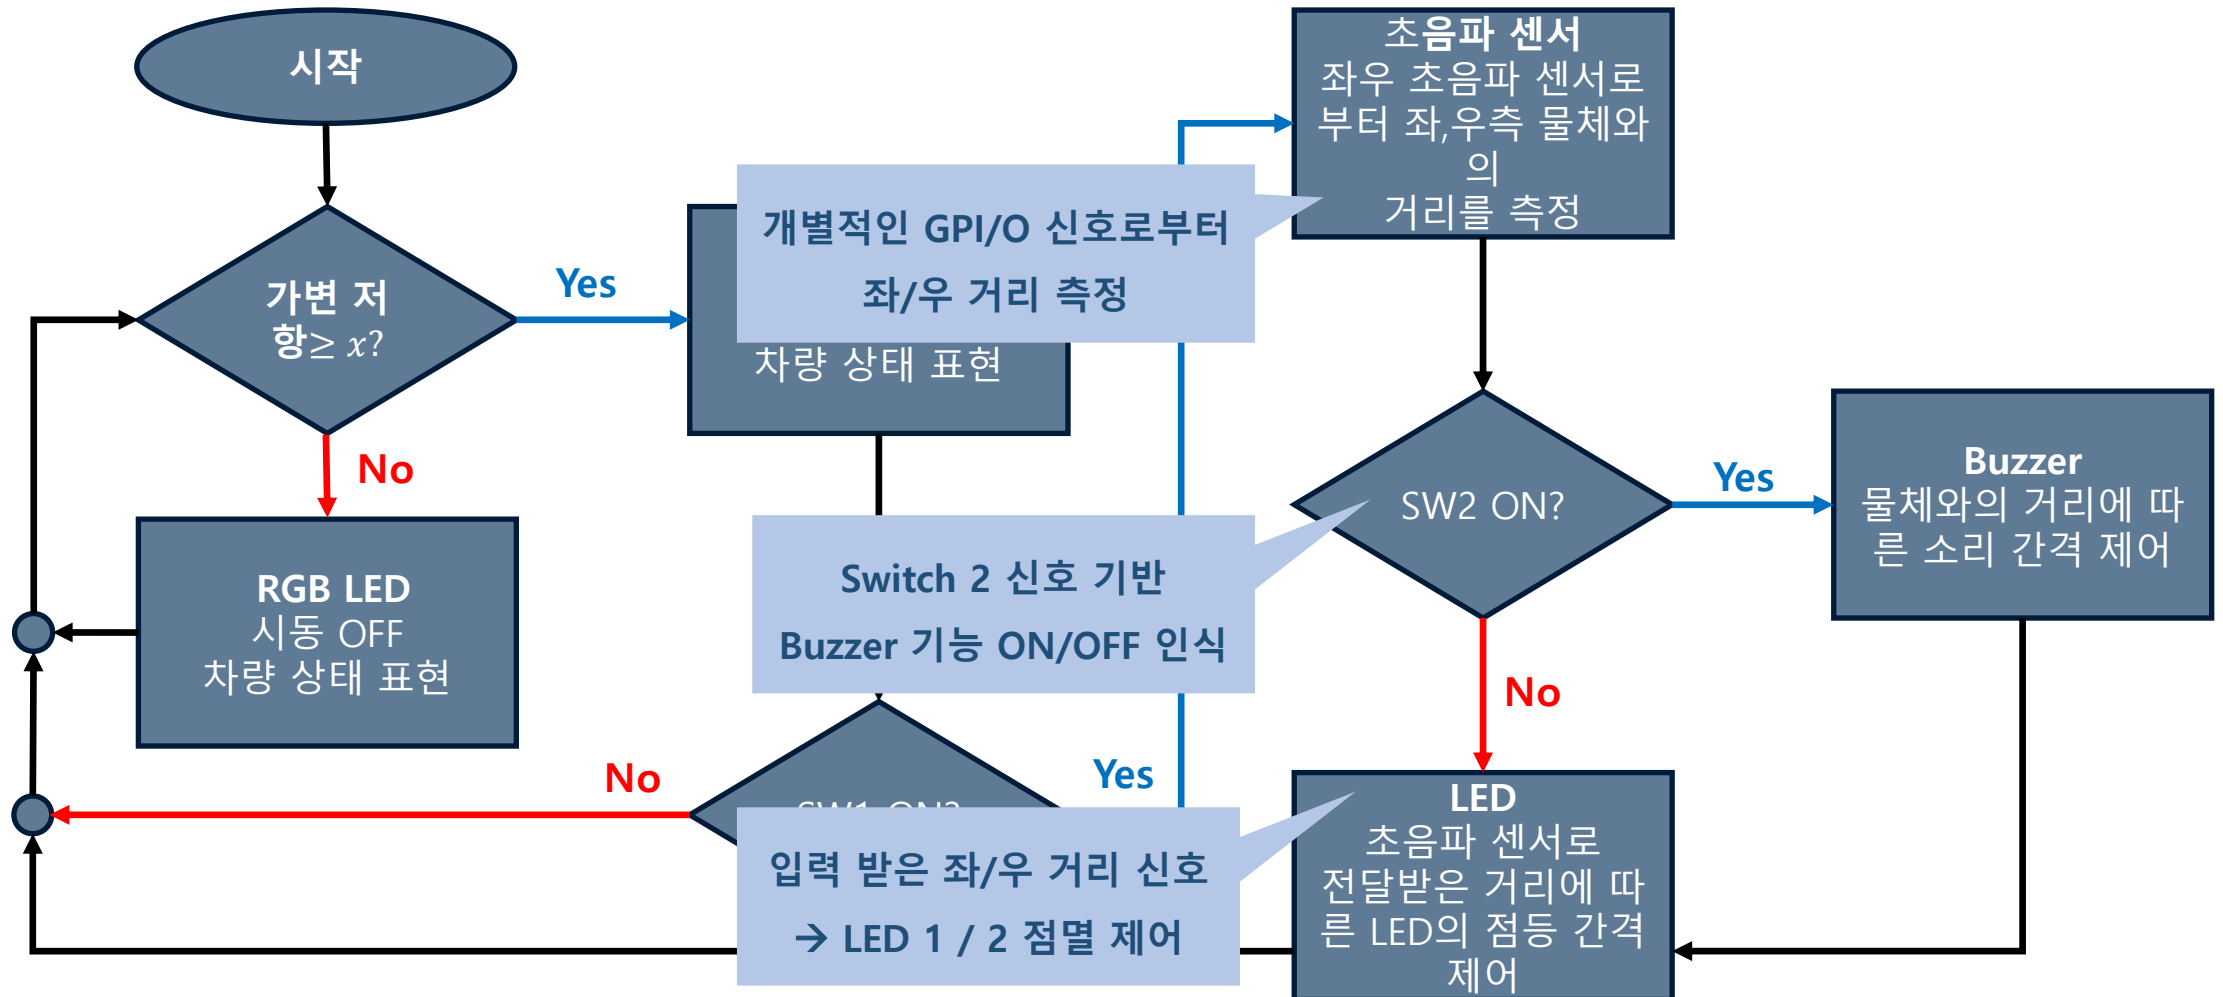 시작
가변 저
항≥ x?
Yes
No
RGB LED
시동 OFF
차량 상태 표현
차량 상태 표현
개별적인 GPI/O 신호로부터
좌/우 거리 측정
초음파 센서
좌우 초음파 센서로
부터 좌,우측 물체와
의
거리를 측정
Switch 2 신호 기반
Buzzer 기능 ON/OFF 인식
SW2 ON?
Yes
Buzzer
물체와의 거리에 따
른 소리 간격 제어
No
No
SW1 ON?
Yes
입력 받은 좌/우 거리 신호
→ LED 1 / 2 점멸 제어
LED
초음파 센서로
전달받은 거리에 따
른 LED의 점등 간격
제어